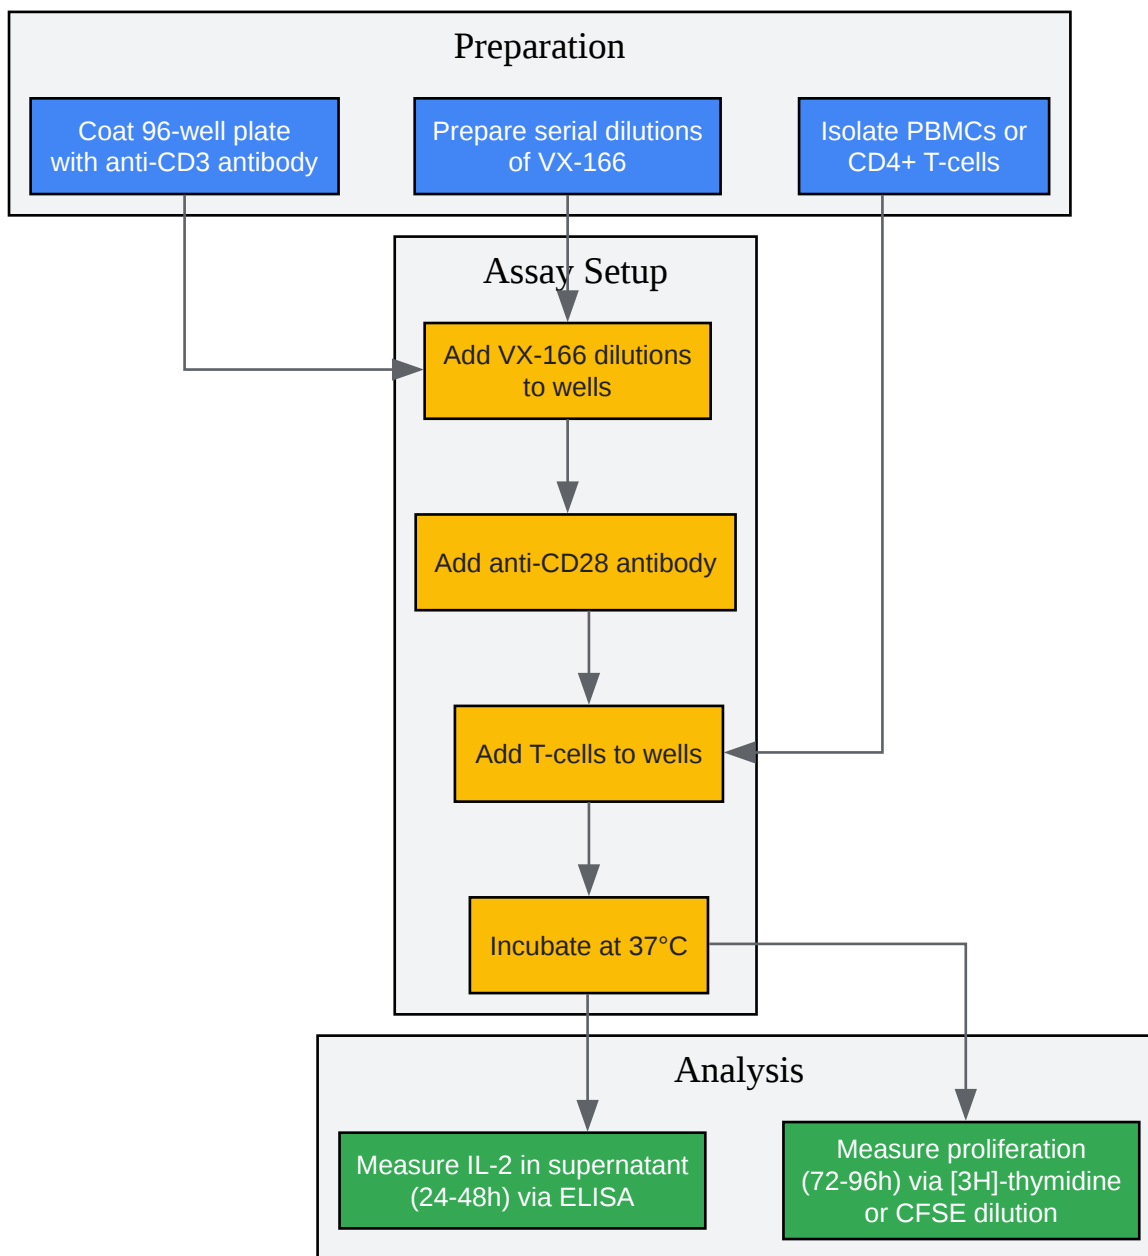 Preparation
Coat 96-well plate
with anti-CD3 antibody
Prepare serial dilutions
of VX-166
Isolate PBMCs or
CD4+ T-cells
Assay Setup
Add VX-166 dilutions
to wells
Add anti-CD28 antibody
Add T-cells to wells
Incubate at 37°C
Analysis
Measure IL-2 in supernatant
(24-48h) via ELISA
Measure proliferation
(72-96h) via [3H]-thymidine
or CFSE dilution